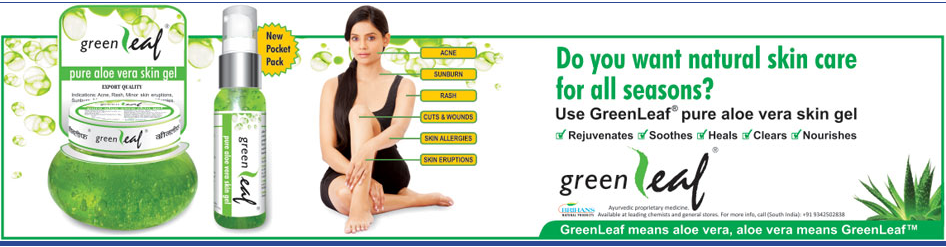 green leaf
pure aloe vera skin gel
EXPORT QUALITY
Indications: Acne, Rash, Minor skin eruptions,
green leaf
green leaf
pure aloe vera skin gel
New
Pocket
Pack
ACNE
SUNBURN
RASH
CUTS & WOUNDS
SKIN ALLERGIES
SKIN ERUPTIONS
Do you want natural skin care
for all seasons?
Use GreenLeaf® pure aloe vera skin gel
Rejuvenates Soothes Heals Clears Nourishes
green leaf®
BRIHANS
NATURAL PRODUCTS
Ayurvedic proprietary medicine.
Available at leading chemists and general stores. For more info, call (South India): +91 9342502838
GreenLeaf means aloe vera, aloe vera means GreenLeaf™